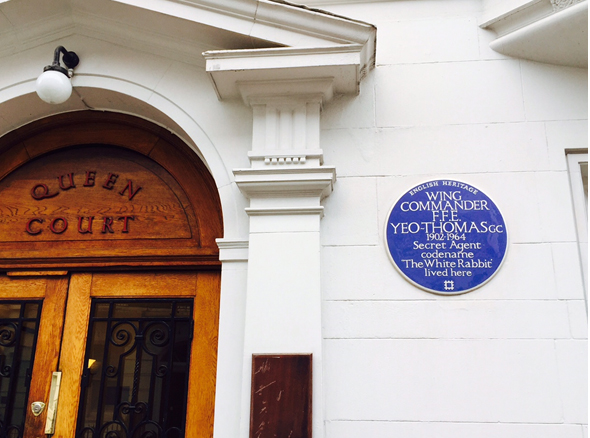 QUEEN
COURT
ENGLISH HERITAGE
WING
COMMANDER
F.F.E.
YEO-THOMAS GC
1902-1964
Secret Agent
codename
'The White Rabbit'
lived here